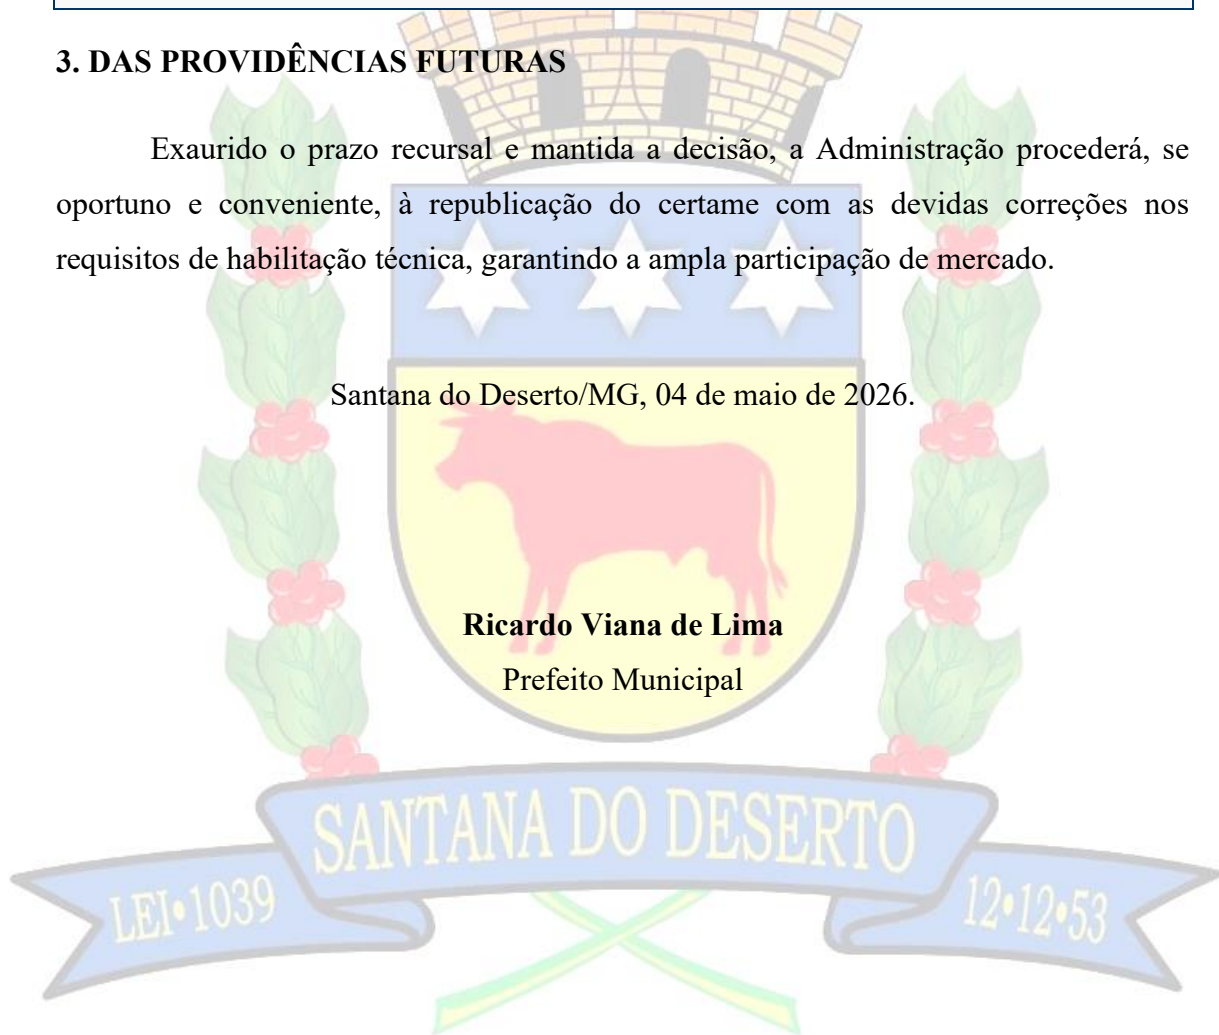 3. DAS PROVIDÊNCIAS FUTURAS
Exaurido o prazo recursal e mantida a decisão, a Administração procederá, se
oportuno e conveniente, à republicação do certame com as devidas correções nos
requisitos de habilitação técnica, garantindo a ampla participação de mercado.
Santana do Deserto/MG, 04 de maio de 2026.
Ricardo Viana de Lima
Prefeito Municipal
SANTANA DO DESERTO
LEI•1039
12•12•53